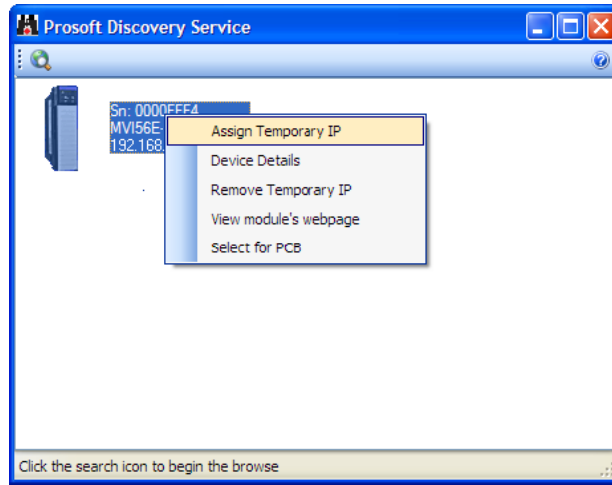 Prosoft Discovery Service
Sn: 0000FFF4
MVI56E-
192.168.
Assign Temporary IP
Device Details
Remove Temporary IP
View module's webpage
Select for PCB
Click the search icon to begin the browse